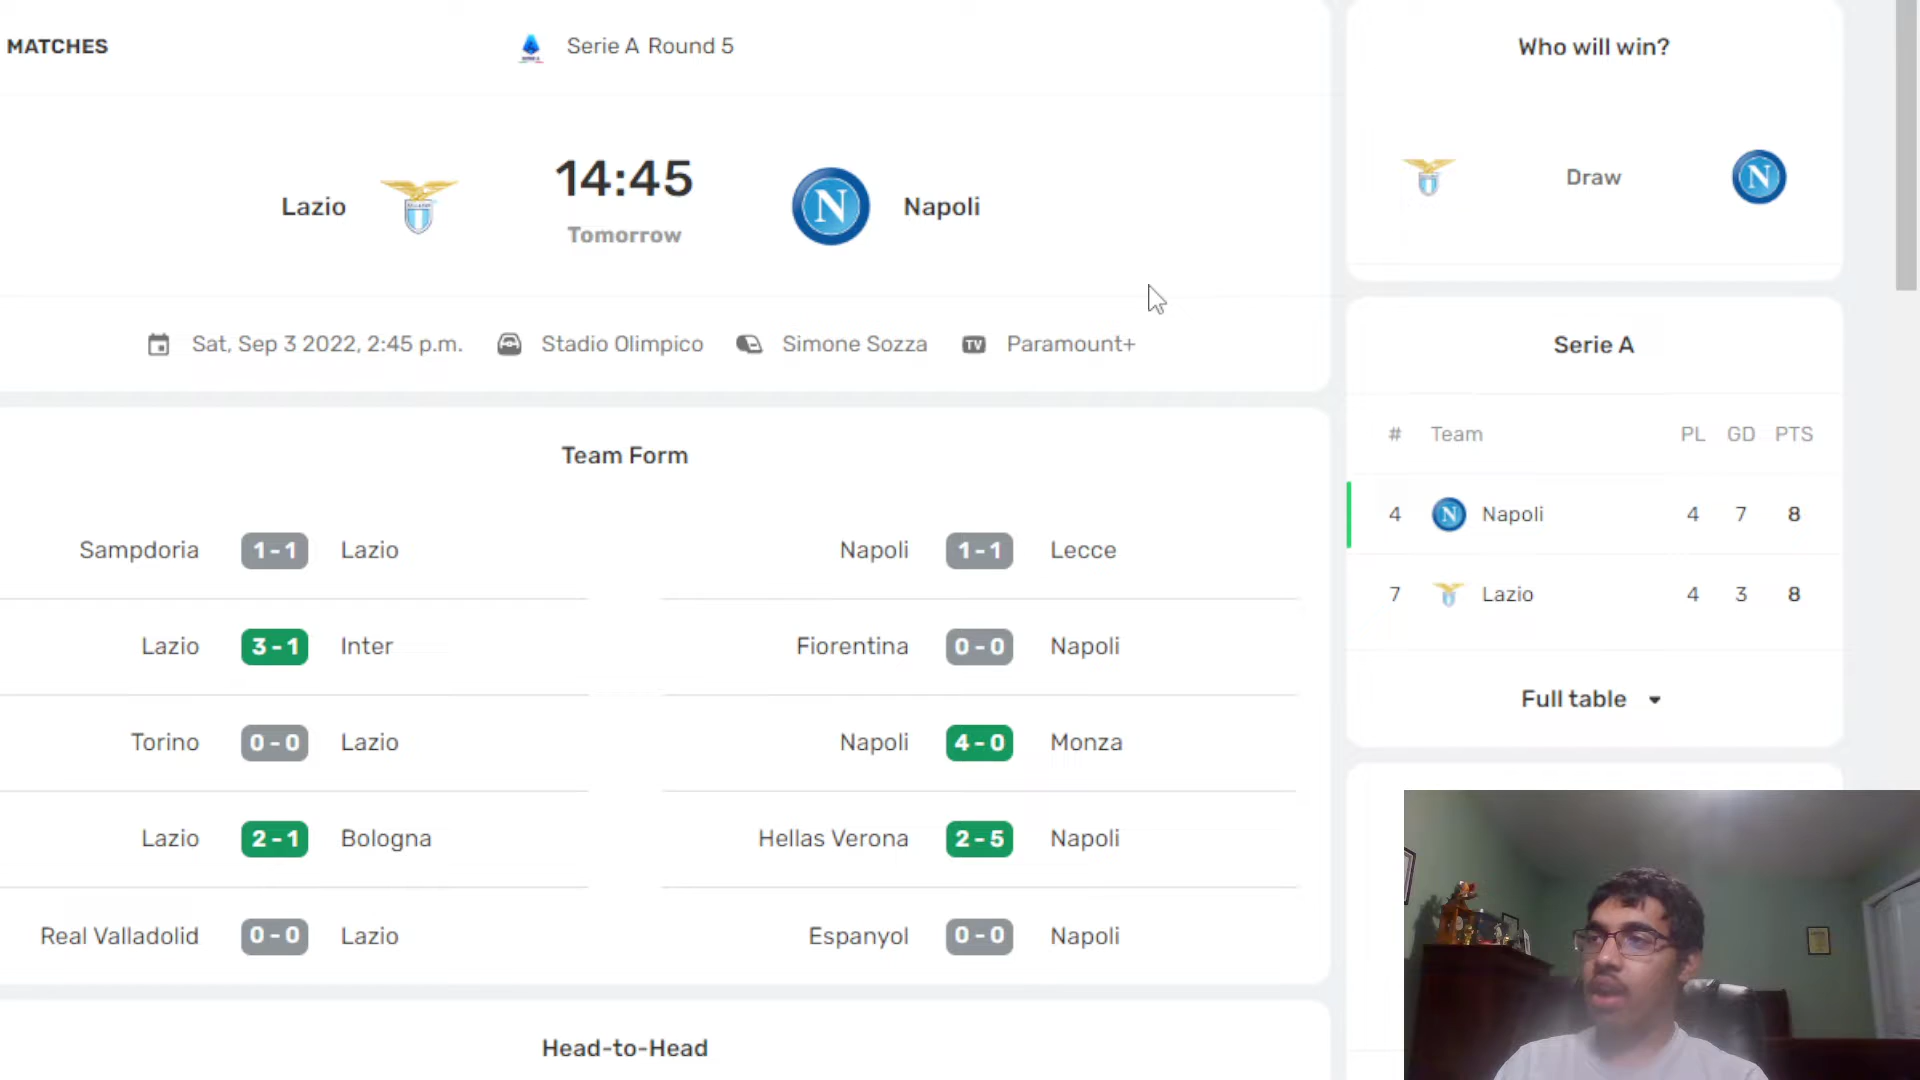 MATCHES
Serie A Round 5
Lazio
14:45
Tomorrow
N
Napoli
Sat, Sep 3 2022, 2:45 p.m.
Stadio Olimpico
Simone Sozza
TV
Paramount+
Team Form
Sampdoria 1 - 1 Lazio
Lazio 3 - 1 Inter
Torino 0 - 0 Lazio
Lazio 2 - 1 Bologna
Real Valladolid 0 - 0 Lazio
Napoli 1 - 1 Lecce
Fiorentina 0 - 0 Napoli
Napoli 4 - 0 Monza
Hellas Verona 2 - 5 Napoli
Espanyol 0 - 0 Napoli
Head-to-Head
Who will win?
Draw
N
Serie A
# Team PL GD PTS
4 N Napoli 4 7 8
7 Lazio 4 3 8
Full table